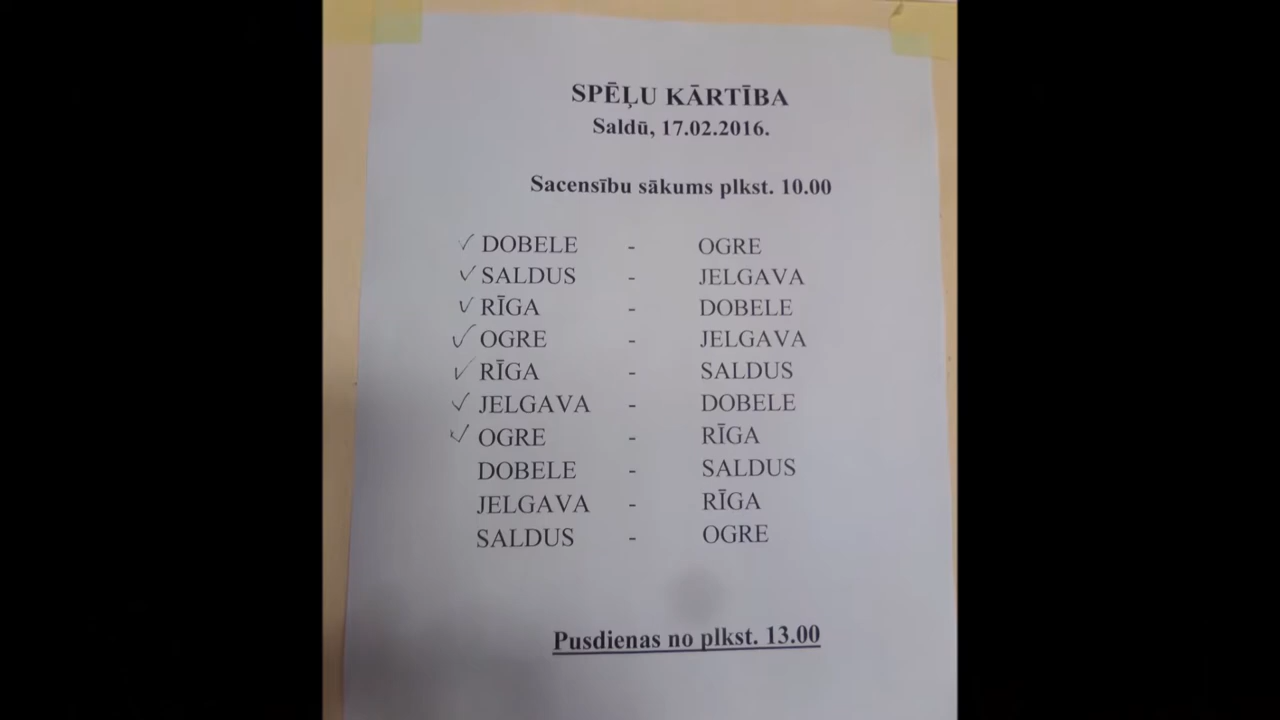 SPĒĻU KĀRTĪBA
Saldū, 17.02.2016.
Sacensību sākums plkst. 10.00
✓ DOBELE - OGRE
✓ SALDUS - JELGAVA
✓ RĪGA - DOBELE
✓ OGRE - JELGAVA
✓ RĪGA - SALDUS
✓ JELGAVA - DOBELE
✓ OGRE - RĪGA
DOBELE - SALDUS
JELGAVA - RĪGA
SALDUS - OGRE
Pusdienas no plkst. 13.00